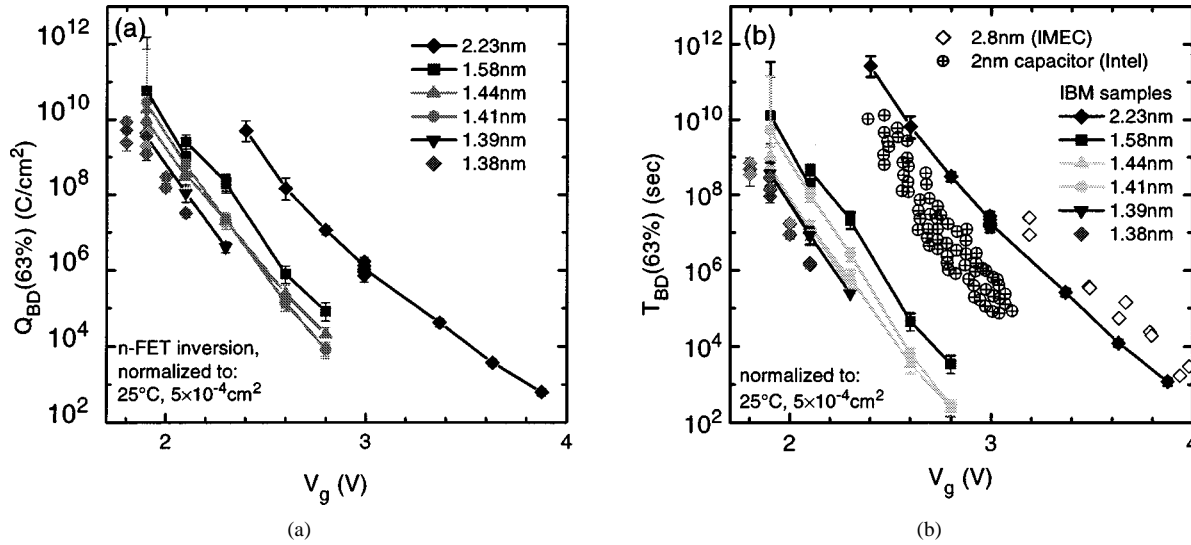 (a)
2.23nm
1.58nm
1.44nm
1.41nm
1.39nm
1.38nm
n-FET inversion,
normalized to:
25°C, 5×10⁻⁴cm²
Q_BD(63%) (C/cm²)
10¹²
10¹⁰
10⁸
10⁶
10⁴
10²
2
3
4
V_g (V)
(a)
(b)
2.8nm (IMEC)
2nm capacitor (Intel)
IBM samples
2.23nm
1.58nm
1.44nm
1.41nm
1.39nm
1.38nm
normalized to:
25°C, 5×10⁻⁴cm²
T_BD(63%) (sec)
10¹²
10¹⁰
10⁸
10⁶
10⁴
10²
2
3
4
V_g (V)
(b)